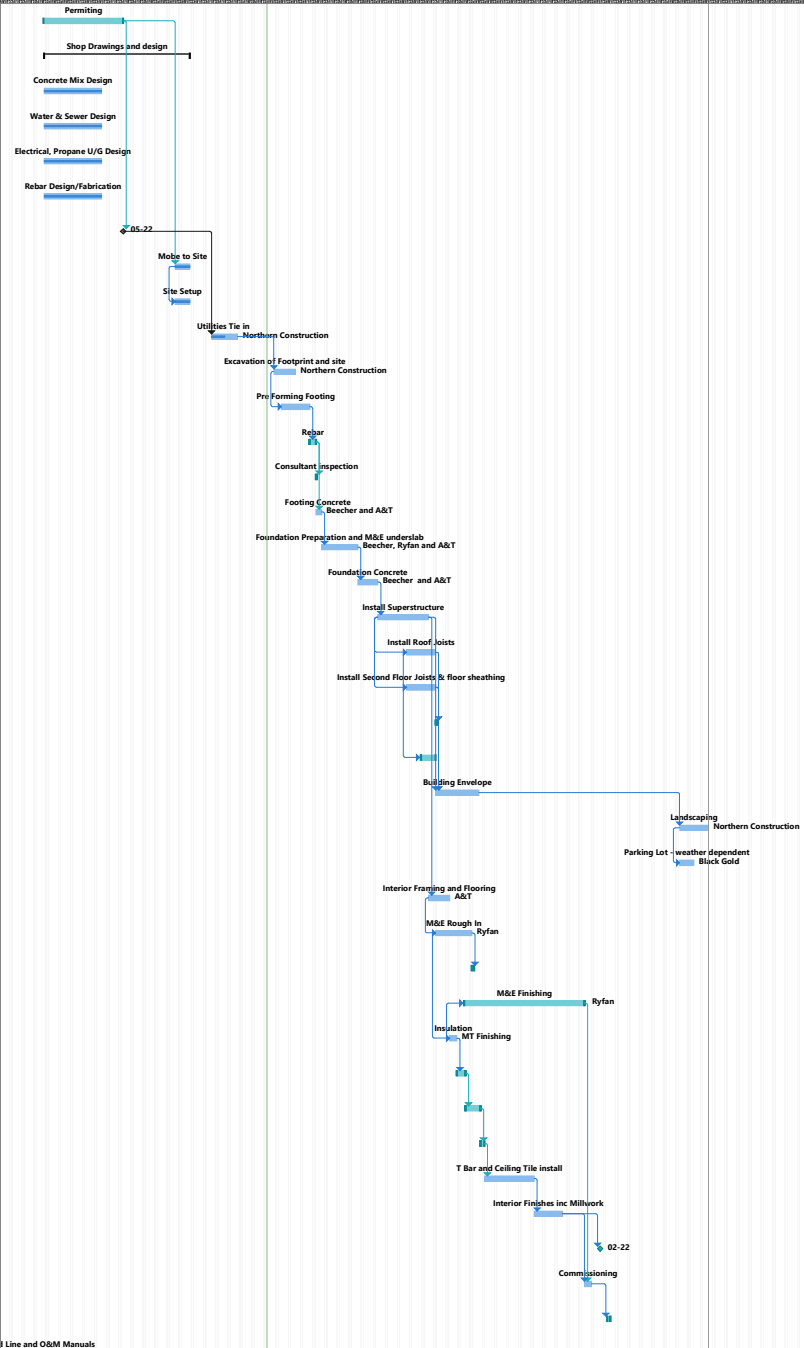 Permiting
Shop Drawings and design
Concrete Mix Design
Water & Sewer Design
Electrical, Propane U/G Design
Rebar Design/Fabrication
05-22
Mobe to Site
Site Setup
Utilities Tie in
Northern Construction
Excavation of Footprint and site
Northern Construction
Pre Forming Footing
Rebar
Consultant inspection
Footing Concrete
Beecher and A&T
Foundation Preparation and M&E underslab
Beecher, Ryfan and A&T
Foundation Concrete
Beecher and A&T
Install Superstructure
Install Roof Joists
Install Second Floor Joists & floor sheathing
Building Envelope
Landscaping
Northern Construction
Parking Lot - weather dependent
Black Gold
Interior Framing and Flooring
A&T
M&E Rough In
Ryfan
M&E Finishing
Ryfan
Insulation
MT Finishing
T Bar and Ceiling Tile install
Interior Finishes inc Millwork
02-22
Commissioning
l Line and O&M Manuals